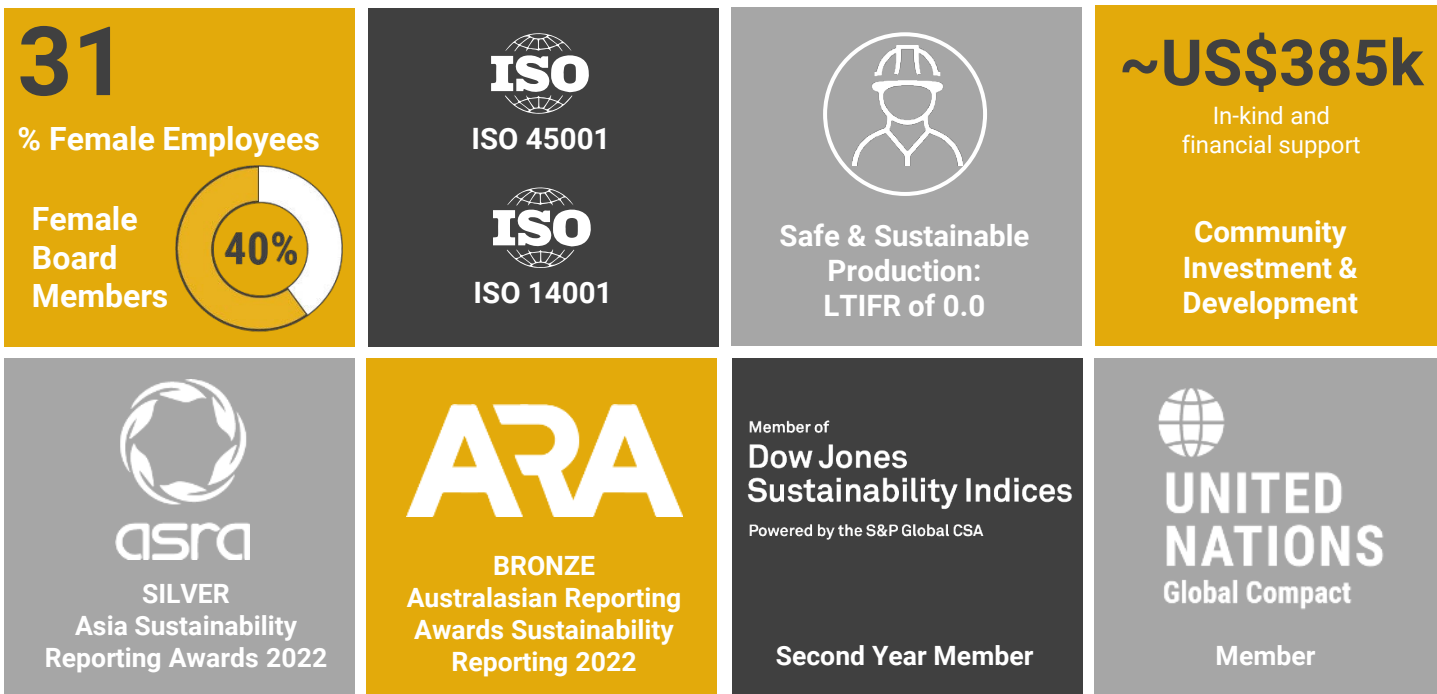 31
% Female Employees
Female
Board
Members
40%
ISO
ISO 45001
ISO
ISO 14001
Safe & Sustainable
Production:
LTIFR of 0.0
~US$385k
In-kind and
financial support
Community
Investment &
Development
asra
SILVER
Asia Sustainability
Reporting Awards 2022
ARA
BRONZE
Australasian Reporting
Awards Sustainability
Reporting 2022
Member of
Dow Jones
Sustainability Indices
Powered by the S&P Global CSA
Second Year Member
UNITED
NATIONS
Global Compact
Member